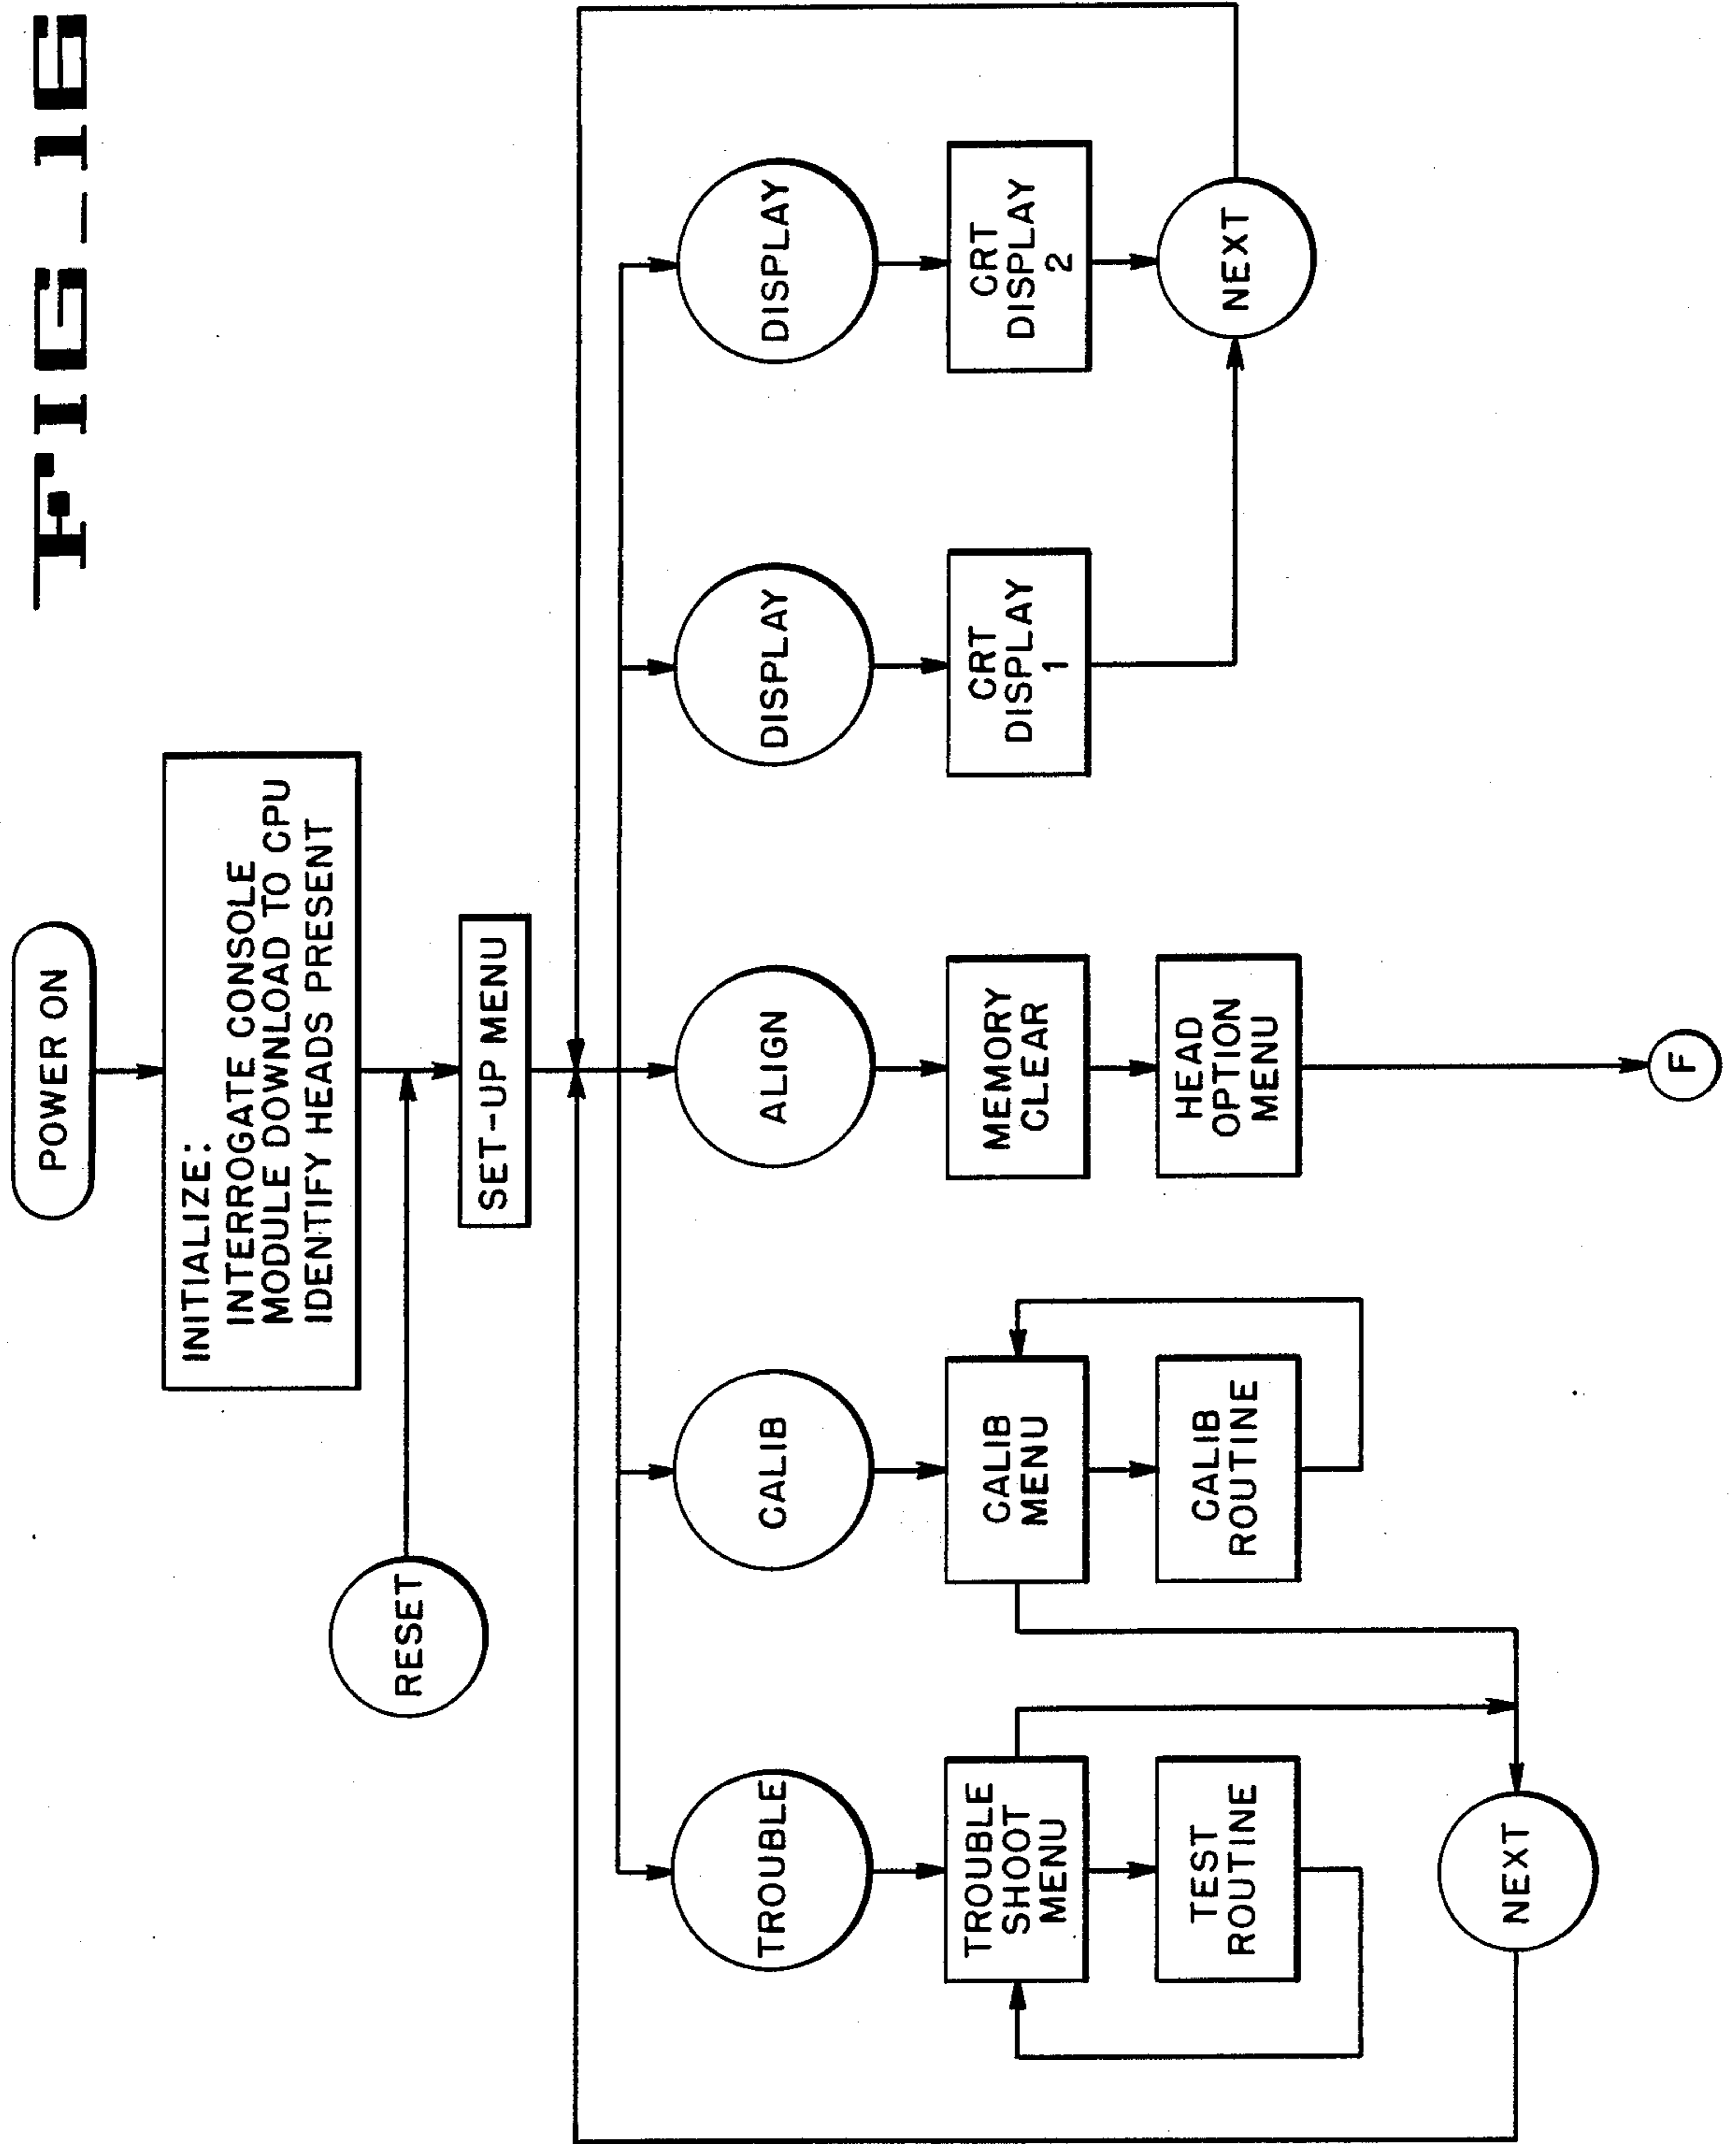 FIG_16
POWER ON
INITIALIZE:
INTERROGATE CONSOLE
MODULE DOWNLOAD TO CPU
IDENTIFY HEADS PRESENT
RESET
SET-UP MENU
TROUBLE
CALIB
ALIGN
DISPLAY
DISPLAY
TROUBLE
SHOOT
MENU
CALIB
MENU
MEMORY
CLEAR
CRT
DISPLAY
1
CRT
DISPLAY
2
TEST
ROUTINE
CALIB
ROUTINE
HEAD
OPTION
MENU
NEXT
NEXT
F